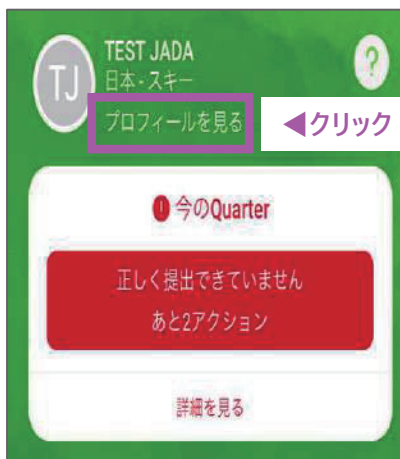 TJ
TEST JADA
日本 - スキー
?
プロフィールを見る
◀クリック
! 今のQuarter
正しく提出できていません
あと2アクション
詳細を見る